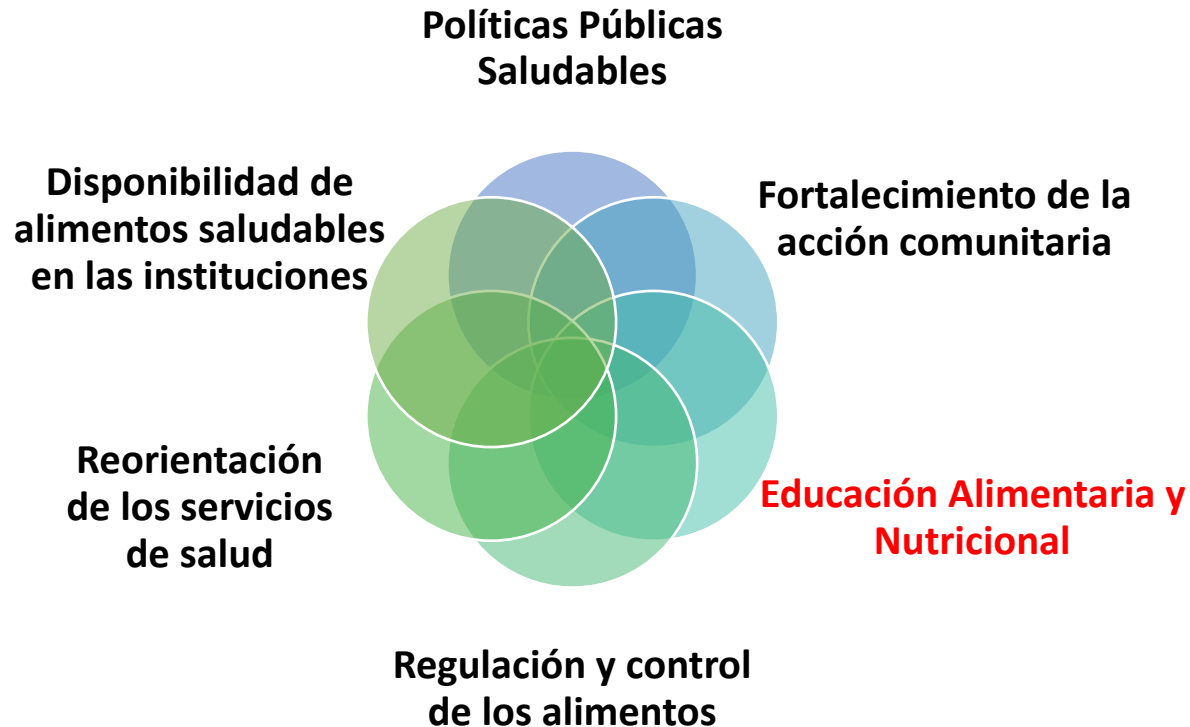 Políticas Públicas
Saludables
Disponibilidad de
alimentos saludables
en las instituciones
Fortalecimiento de la
acción comunitaria
Reorientación
de los servicios
de salud
Educación Alimentaria y
Nutricional
Regulación y control
de los alimentos